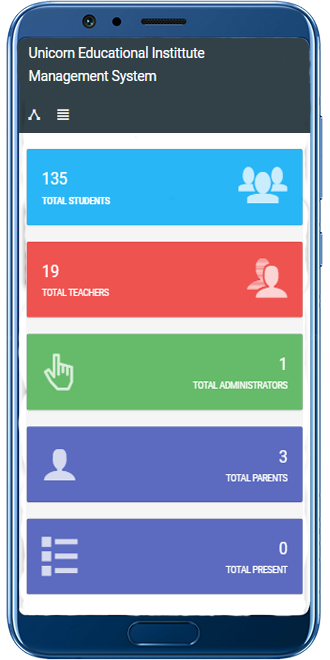 Unicorn Educational Instittute
Management System
135
TOTAL STUDENTS
19
TOTAL TEACHERS
1
TOTAL ADMINISTRATORS
3
TOTAL PARENTS
0
TOTAL PRESENT